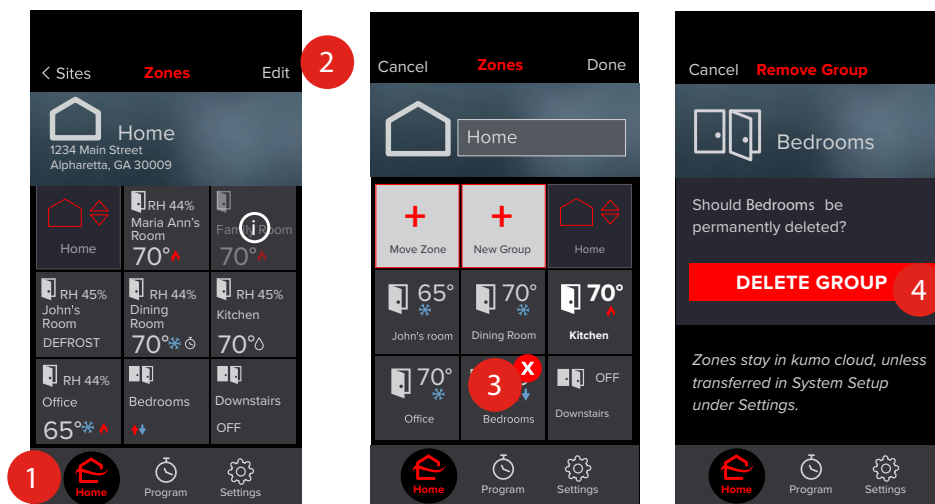 < Sites Zones Edit
2
Home
1234 Main Street
Alpharetta, GA 30009
Home
RH 44%
Maria Ann's
Room
70°
i
Family Room
70°
RH 45%
John's
Room
DEFROST
RH 44%
Dining
Room
70°
RH 45%
Kitchen
70°
RH 44%
Office
65°
Bedrooms
Downstairs
OFF
1
Home Program Settings
Cancel Zones Done
Home
+
Move Zone
+
New Group
Home
65°
John's room
70°
Dining Room
70°
Kitchen
70°
Office
3
X
Bedrooms
OFF
Downstairs
Home Program Settings
Cancel Remove Group
Bedrooms
Should Bedrooms be
permanently deleted?
DELETE GROUP
4
Zones stay in kumo cloud, unless
transferred in System Setup
under Settings.
Home Program Settings